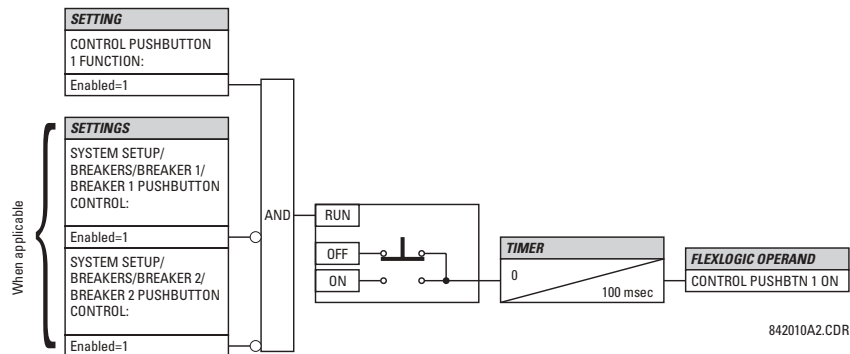 SETTING
CONTROL PUSHBUTTON
1 FUNCTION:
Enabled=1
When applicable
SETTINGS
SYSTEM SETUP/
BREAKERS/BREAKER 1/
BREAKER 1 PUSHBUTTON
CONTROL:
Enabled=1
SYSTEM SETUP/
BREAKERS/BREAKER 2/
BREAKER 2 PUSHBUTTON
CONTROL:
Enabled=1
AND
RUN
OFF
ON
TIMER
0
100 msec
FLEXLOGIC OPERAND
CONTROL PUSHBTN 1 ON
842010A2.CDR